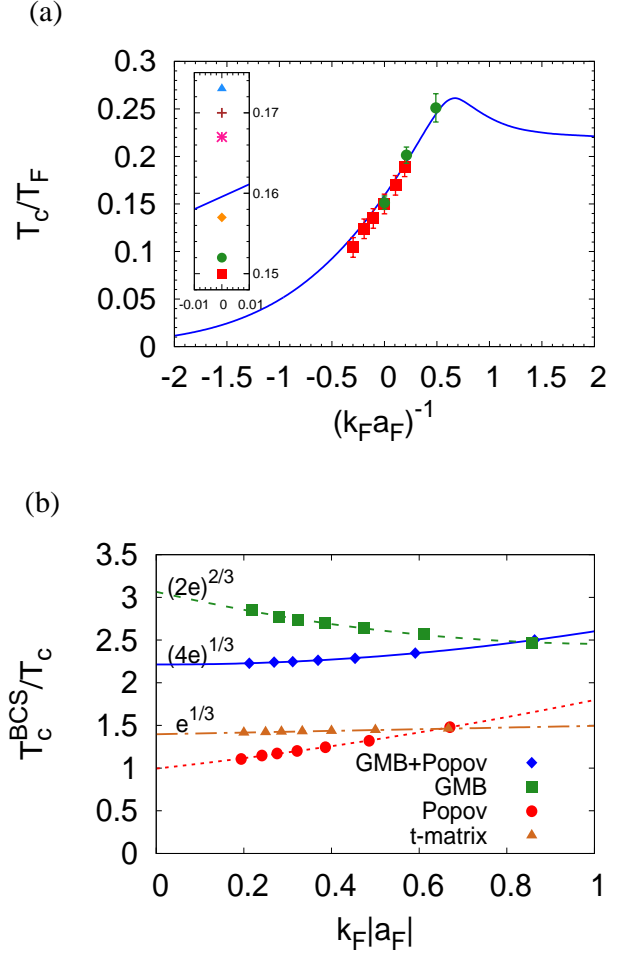 (a)
0.3
0.25
0.2
0.15
0.1
0.05
0
T_c/T_F
0.17
0.16
0.15
-0.01 0 0.01
-2 -1.5 -1 -0.5 0 0.5 1 1.5 2
(k_F a_F)^-1
(b)
3.5
3
2.5
2
1.5
1
0.5
0
T_c^BCS/T_c
(2e)^2/3
(4e)^1/3
e^1/3
GMB+Popov
GMB
Popov
t-matrix
0 0.2 0.4 0.6 0.8 1
k_F|a_F|